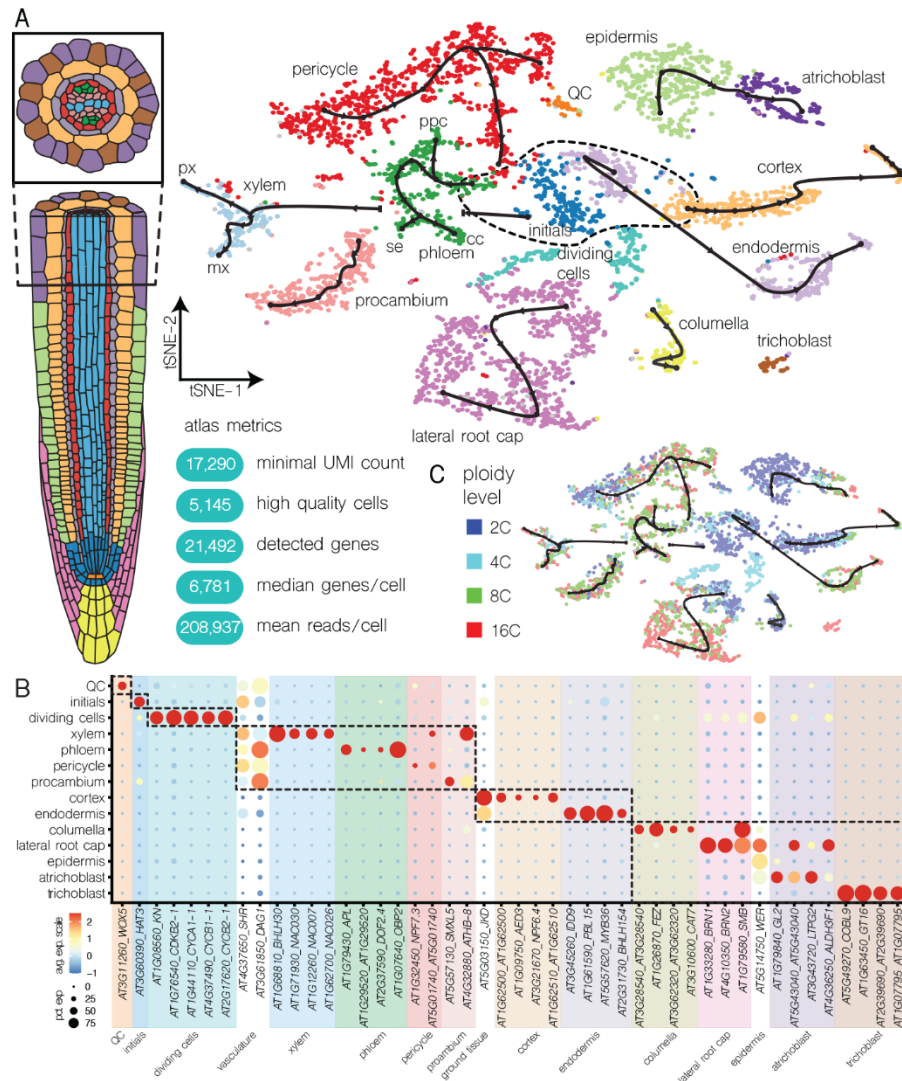 A
pericycle
epidermis
atrichoblast
QC
ppc
px
xylem
cortex
initials
se
cc
phloem
mx
dividing
cells
endodermis
procambium
columella
trichoblast
tSNE-2
tSNE-1
lateral root cap
atlas metrics
17,290 minimal UMI count
5,145 high quality cells
21,492 detected genes
6,781 median genes/cell
208,937 mean reads/cell
C
ploidy
level
2C
4C
8C
16C
B
QC
initials
dividing cells
xylem
phloem
pericycle
procambium
cortex
endodermis
columella
lateral root cap
epidermis
atrichoblast
trichoblast
avg. exp. scale
2
1
0
pct. exp
0
25
50
75
AT3G11260_WOX5
AT3G60390_HAT3
AT1G08560_KN
AT1G76540_CDKB2-1
AT1G44110_CYCA1-1
AT4G37490_CYCB1-1
AT2G17620_CYCB2-1
AT4G37650_SHR
AT3G61850_DAG1
AT1G68810_BHLH30
AT1G71930_NAC030
AT1G12260_NAC007
AT1G62700_NAC026
AT1G79430_APL
AT1G29520_AT1G29520
AT2G37590_DOF2.4
AT1G07640_OBP2
AT1G32450_NPF7.3
AT5G01740_AT5G01740
AT5G57130_SMXL5
AT4G32880_ATHB-8
AT5G03150_JKD
AT1G62500_AT1G62500
AT1G09750_AED3
AT3G21670_NPF6.4
AT1G62510_AT1G62510
AT3G45260_IDD9
AT1G61590_PBL15
AT5G57620_MYB36
AT2G31730_BHLH154
AT3G28540_AT3G28540
AT1G26870_FEZ
AT3G62320_AT3G62320
AT3G10600_CAT7
AT1G33280_BRN1
AT4G10350_BRN2
AT1G79580_SMB
AT5G14750_WER
AT1G79840_GL2
AT5G43040_AT5G43040
AT3G43720_LTPG2
AT4G36250_ALDH3F1
AT5G49270_COBL9
AT1G05650_GT16
AT2G39690_AT2G39690
AT1G07795_AT1G07795
QC
initials
dividing cells
vasculature
xylem
phloem
pericycle
proambium
ground tissue
cortex
endodermis
columella
lateral root cap
epidermis
atrichoblast
trichoblast